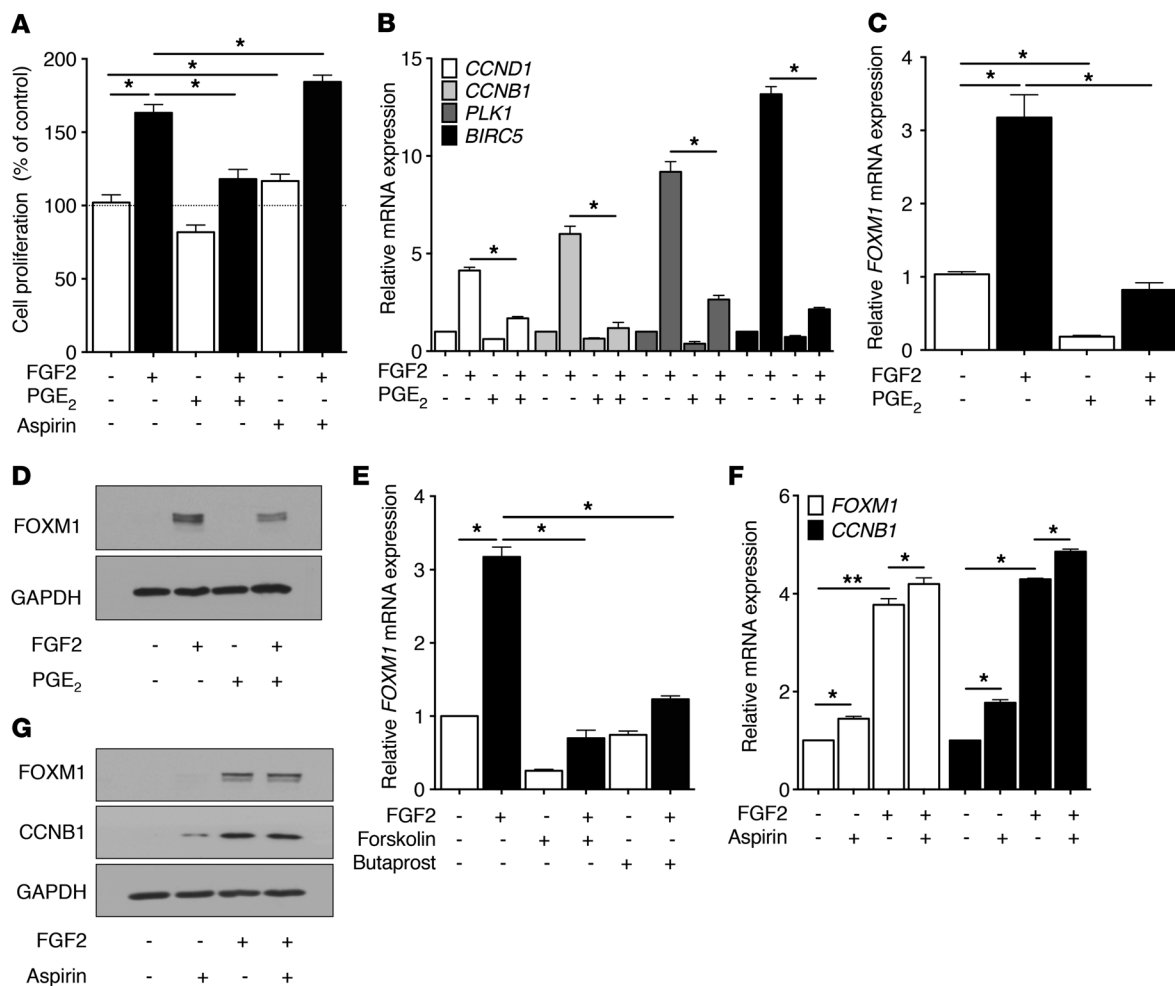 A
Cell proliferation (% of control)
200
150
100
50
0
* * * *
FGF2 - + - + - +
PGE2 - - + + - -
Aspirin - - - - + +
B
Relative mRNA expression
CCND1
CCNB1
PLK1
BIRC5
15
10
5
0
* * * *
FGF2 - + - + - + - + - + - + - + - +
PGE2 - - + + - - + + - - + + - - + +
C
Relative FOXM1 mRNA expression
4
3
2
1
0
* * *
FGF2 - + - +
PGE2 - - + +
D
FOXM1
GAPDH
FGF2 - + - +
PGE2 - - + +
E
Relative FOXM1 mRNA expression
4
3
2
1
0
* * *
FGF2 - + - + - +
Forskolin - - + + - -
Butaprost - - - - + +
F
Relative mRNA expression
FOXM1
CCNB1
6
4
2
0
* ** * * * *
FGF2 - - + + - - + +
Aspirin - + - + - + - +
G
FOXM1
CCNB1
GAPDH
FGF2 - - + +
Aspirin - + - +